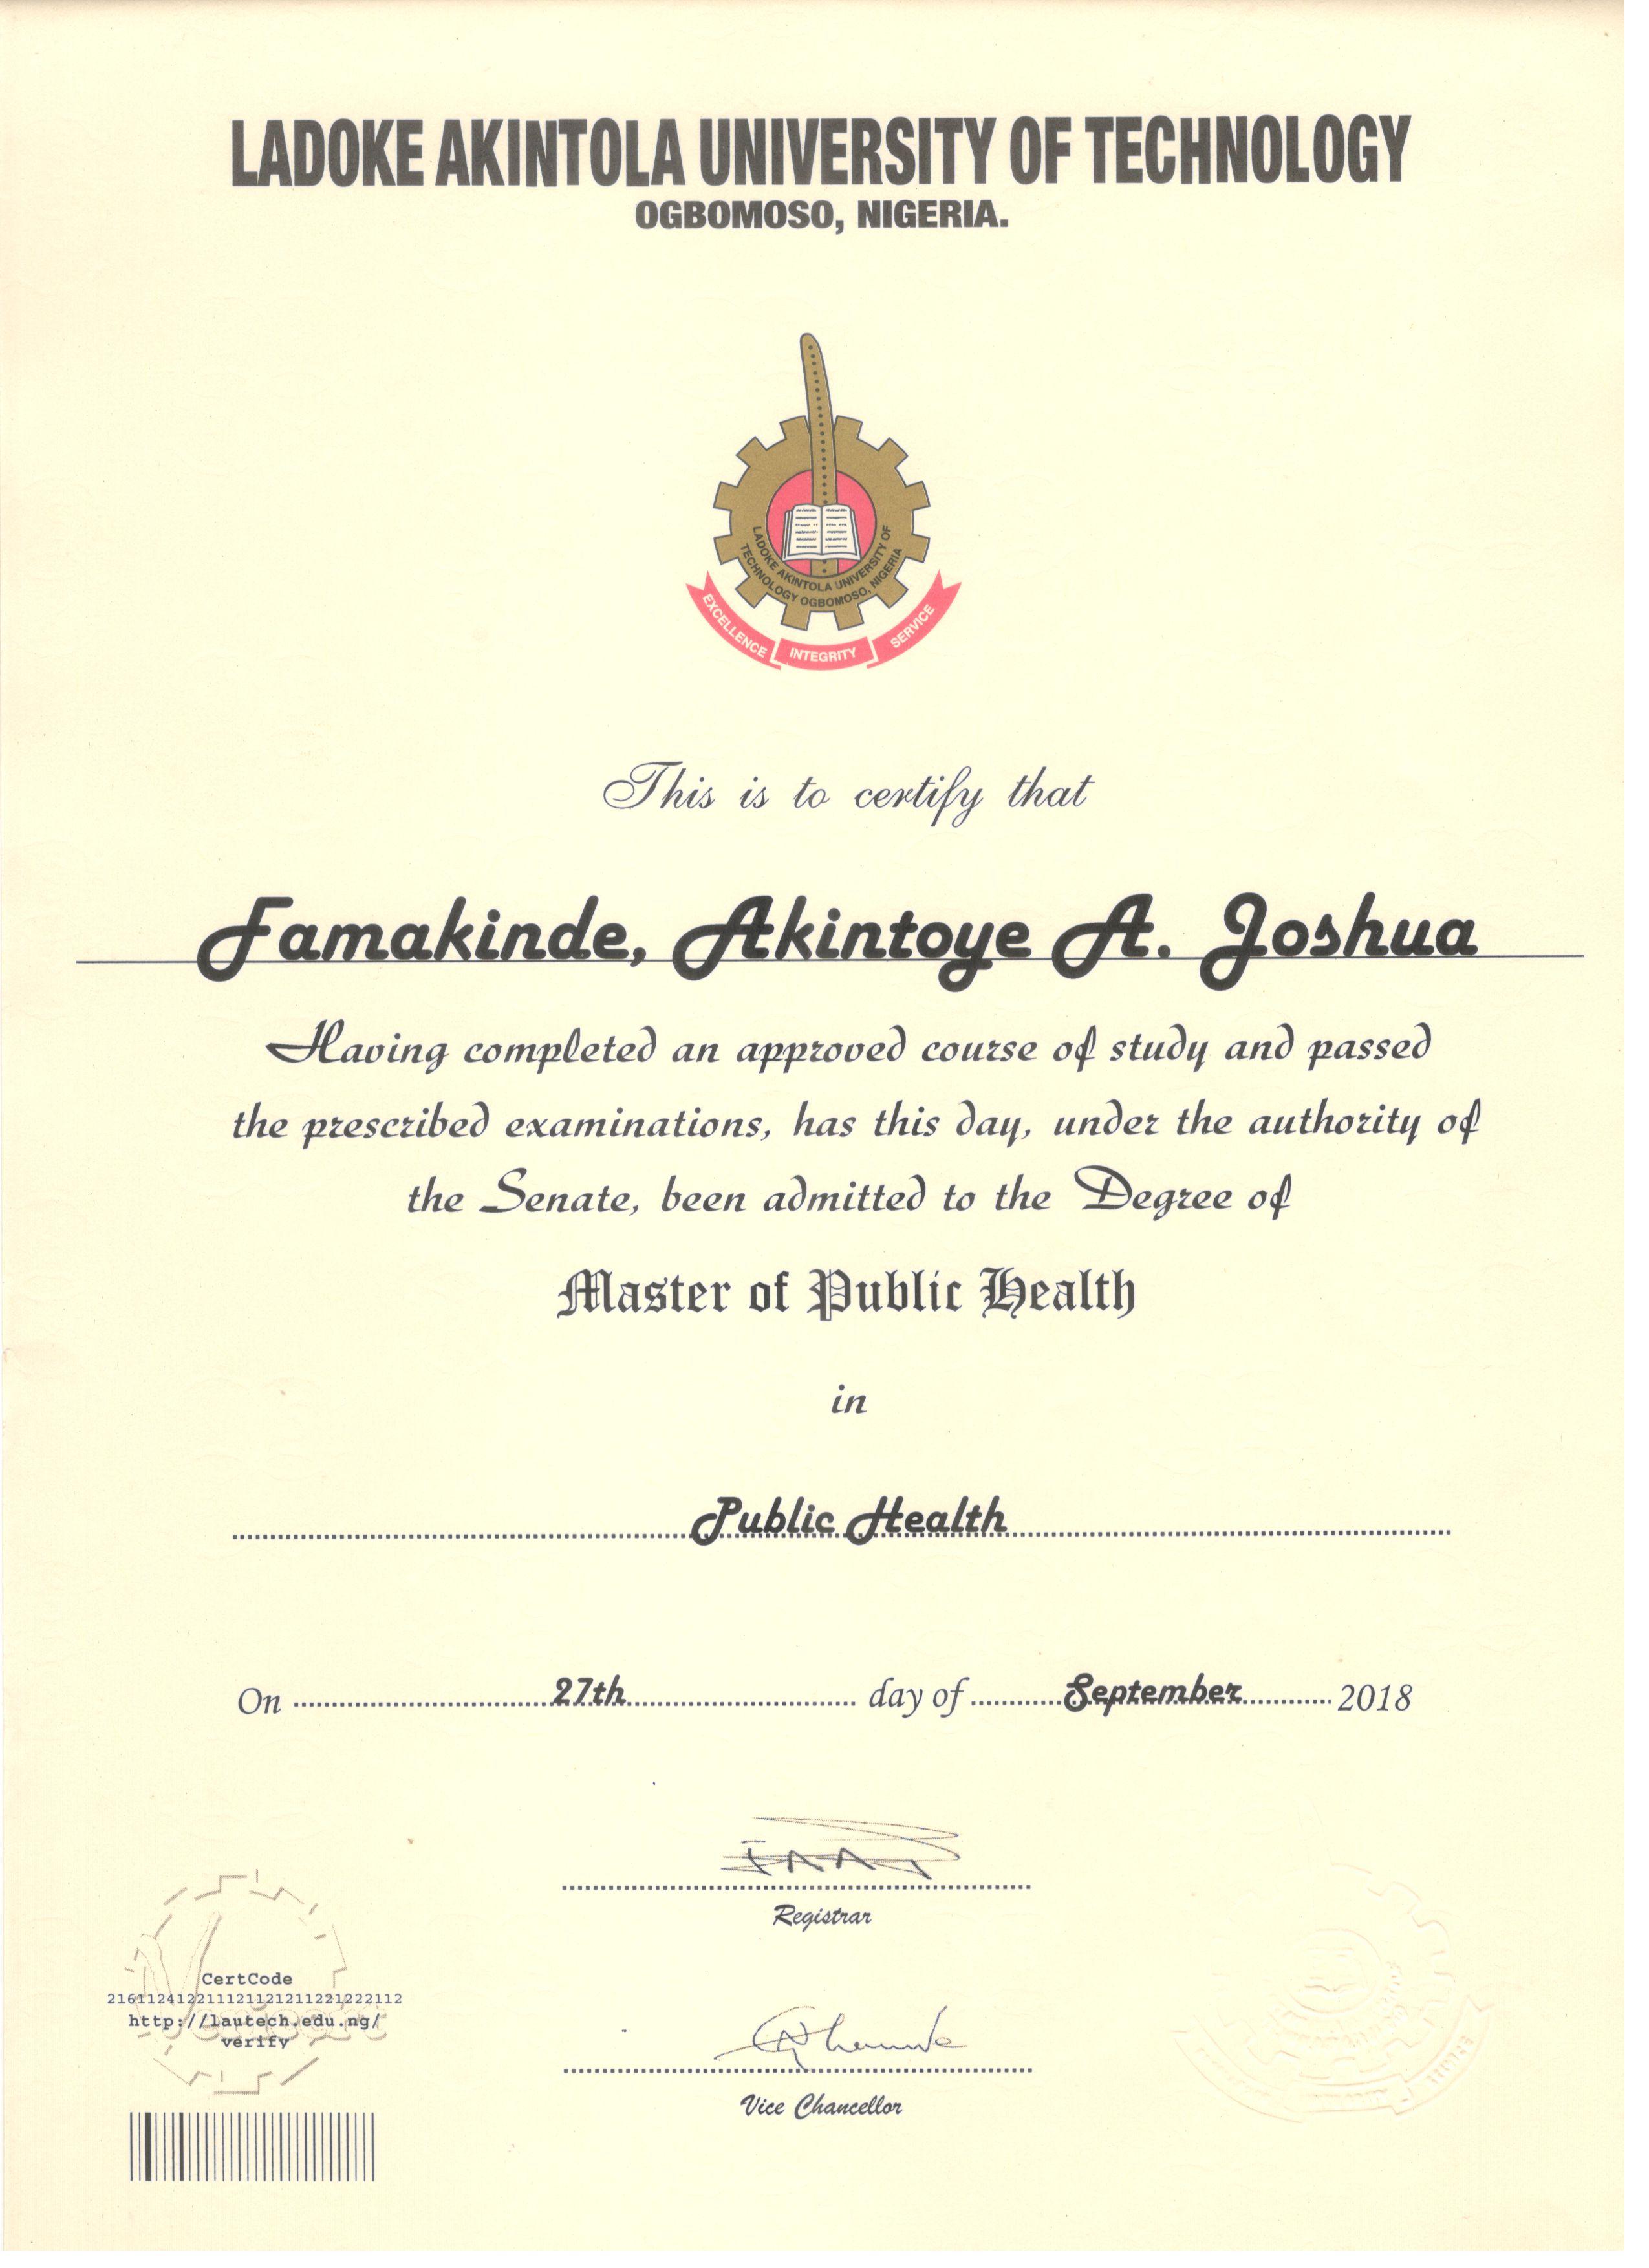 LADOKE AKINTOLA UNIVERSITY OF TECHNOLOGY
OGBOMOSO, NIGERIA.
LADOKE AKINTOLA UNIVERSITY OF
TECHNOLOGY OGBOMOSO, NIGERIA
EXCELLENCE INTEGRITY SERVICE
This is to certify that
Famakinde, Akintoye A. Joshua
Having completed an approved course of study and passed
the prescribed examinations, has this day, under the authority of
the Senate, been admitted to the Degree of
Master of Public Health
in
Public Health
On 27th day of September 2018
Registrar
CertCode
216112412211121121211221222112
http://lautech.edu.ng/
verify
Vice Chancellor